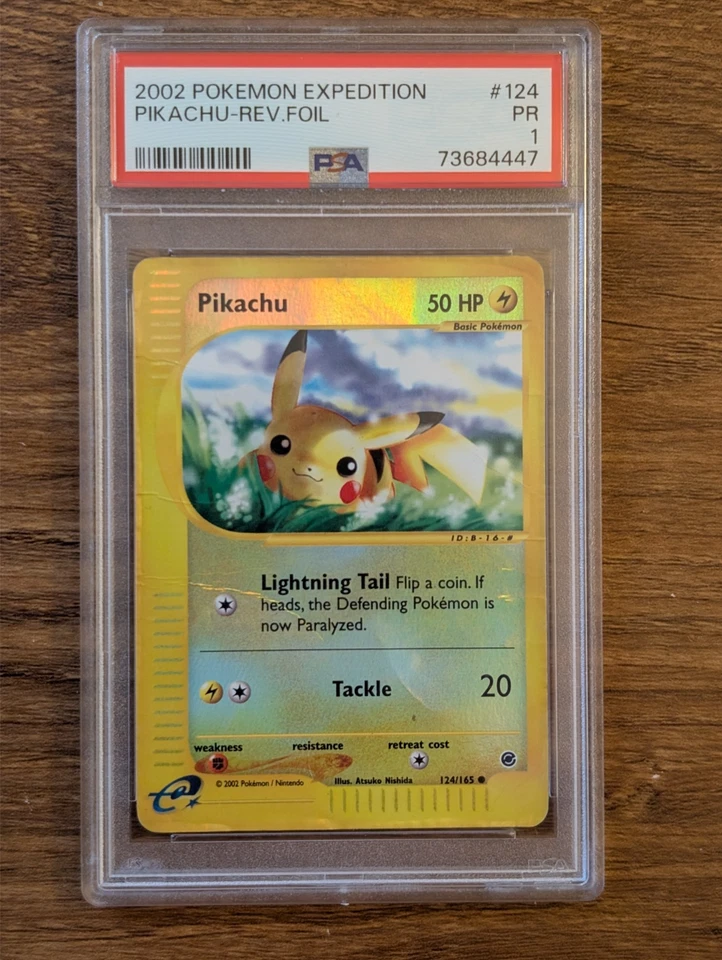 2002 POKEMON EXPEDITION #124
PIKACHU-REV.FOIL PR
1
PSA 73684447
Pikachu 50 HP
Basic Pokémon
ID:B-16-#
Lightning Tail Flip a coin. If
heads, the Defending Pokémon is
now Paralyzed.
Tackle 20
weakness resistance retreat cost
© 2002 Pokémon / Nintendo
Illus. Atsuko Nishida 124/165
e
PSA